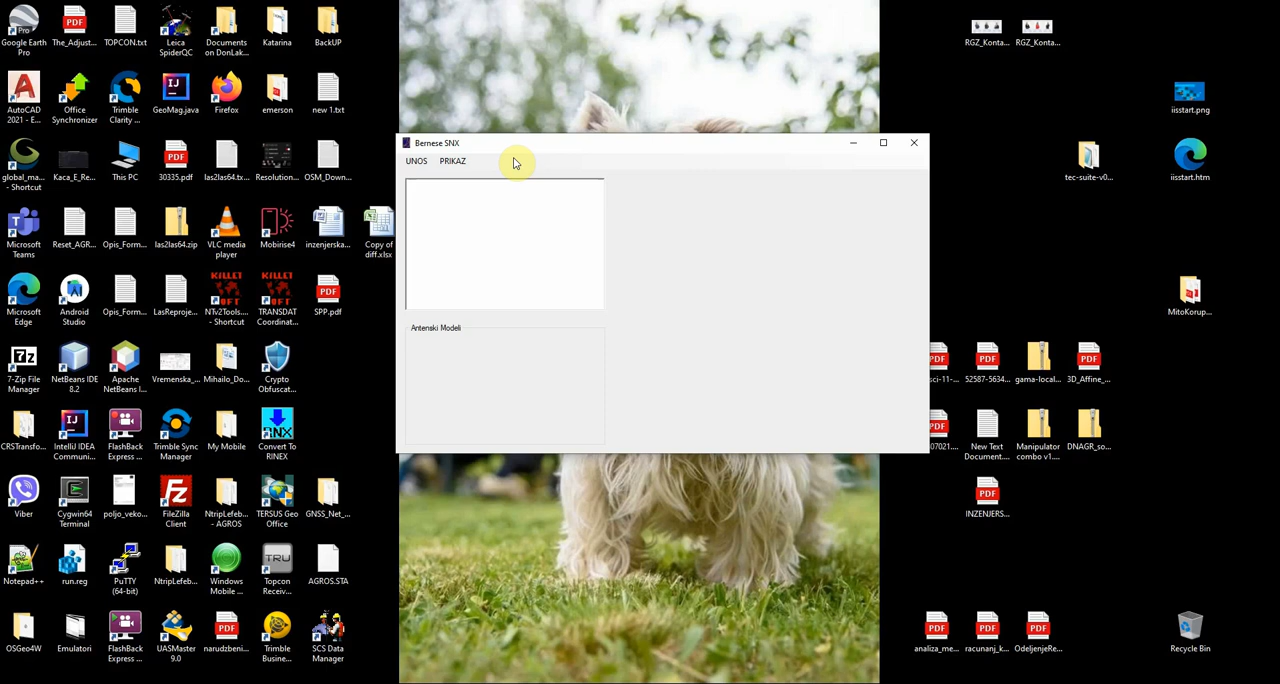 Google Earth Pro
The_Adjust...
TOPCON.txt
Leica SpiderQC
Documents on DonLak...
Katarina
BackUP
RGZ_Konta...
RGZ_Konta...
AutoCAD 2021 - E...
Office Synchronizer
Trimble Clarity ...
GeoMag.java
Firefox
emerson
new 1.txt
iisstart.png
Bernese SNX
UNOS
PRIKAZ
Antenski Modeli
global_ma... - Shortcut
Kaca_E_Re...
This PC
30335.pdf
las2las64.tx...
Resolution...
OSM_Down...
tec-suite-v0...
iisstart.htm
Microsoft Teams
Reset_AGR...
Opis_Form...
las2las64.zip
VLC media player
Mobirise4
inzenjerska...
Copy of diff.xlsx
Microsoft Edge
Android Studio
Opis_Form...
LasReproje...
NTv2Tools.... - Shortcut
TRANSDAT Coordinat...
SPP.pdf
MitoKorup...
7-Zip File Manager
NetBeans IDE 8.2
Apache NetBeans I...
Vremenska_...
Mihailo_Do...
Crypto Obfuscat...
52587-5634...
gama-local...
3D_Affine_...
CRSTransfo...
IntelliJ IDEA Communi...
FlashBack Express ...
Trimble Sync Manager
My Mobile
Convert To RINEX
New Text Document....
Manipulator combo v1....
DNAGR_so...
Viber
Cygwin64 Terminal
poljo_veko...
FileZilla Client
NtripLefeb... - AGROS
TERSUS Geo Office
GNSS_Net_...
INZENJERS...
Notepad++
run.reg
PuTTY (64-bit)
NtripLefeb...
Windows Mobile ...
Topcon Receiv...
AGROS.STA
OSGeo4W
Emulatori
FlashBack Express ...
UASMaster 9.0
narudzbeni...
Trimble Busine...
SCS Data Manager
analiza_me...
racunanj_k...
OdeljenjeRe...
Recycle Bin